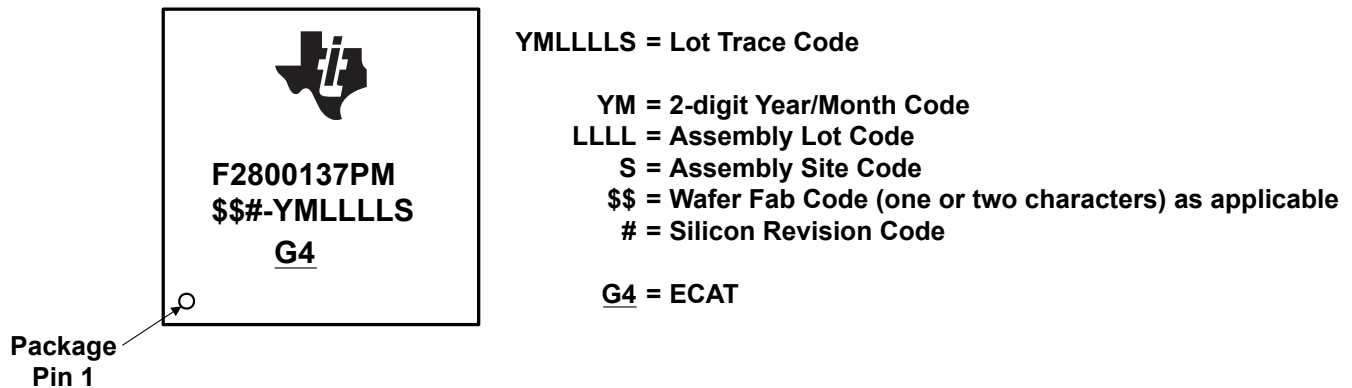 F2800137PM
$$#-YMLLLLS
G4
Package
Pin 1
YMLLLLS = Lot Trace Code
YM = 2-digit Year/Month Code
LLLL = Assembly Lot Code
S = Assembly Site Code
$$ = Wafer Fab Code (one or two characters) as applicable
# = Silicon Revision Code
G4 = ECAT